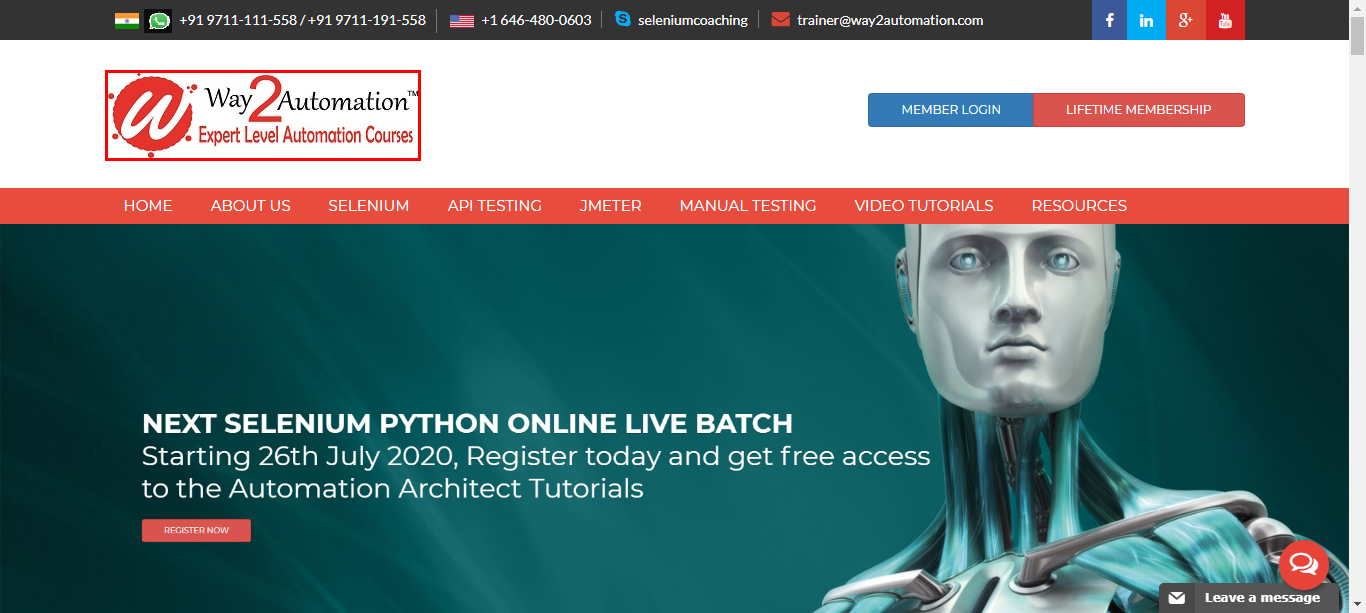 +91 9711-111-558 / +91 9711-191-558
+1 646-480-0603
seleniumcoaching
trainer@way2automation.com
f
in
g+
You Tube
Way2Automation™
Expert Level Automation Courses
MEMBER LOGIN
LIFETIME MEMBERSHIP
HOME
ABOUT US
SELENIUM
API TESTING
JMETER
MANUAL TESTING
VIDEO TUTORIALS
RESOURCES
NEXT SELENIUM PYTHON ONLINE LIVE BATCH
Starting 26th July 2020, Register today and get free access
to the Automation Architect Tutorials
REGISTER NOW
Leave a message